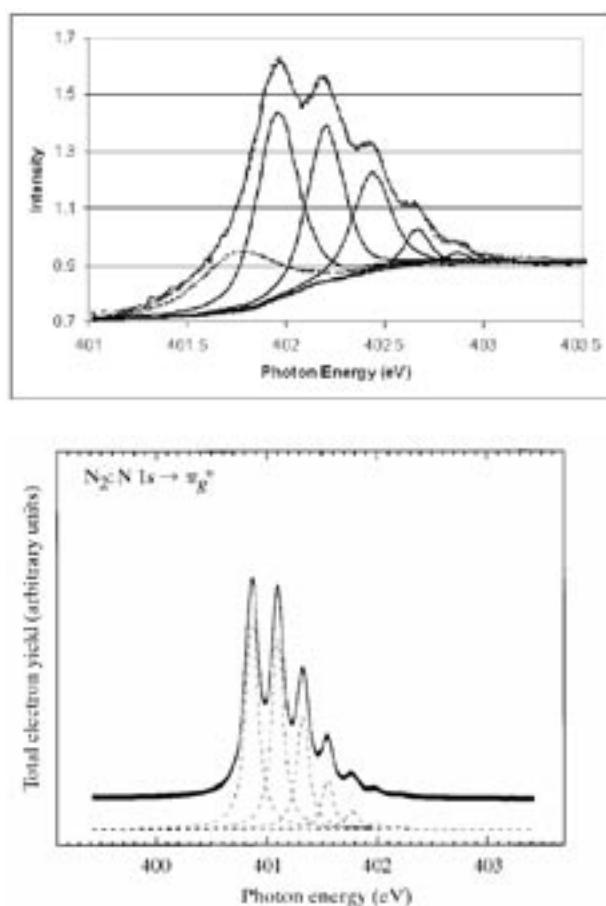 1.7
1.5
1.3
1.1
0.9
0.7
Intensity
401 401.5 402 402.5 403 403.5
Photon Energy (eV)
N2: N 1s → πg*
Total electron yield (arbitrary units)
400 401 402 403
Photon energy (eV)